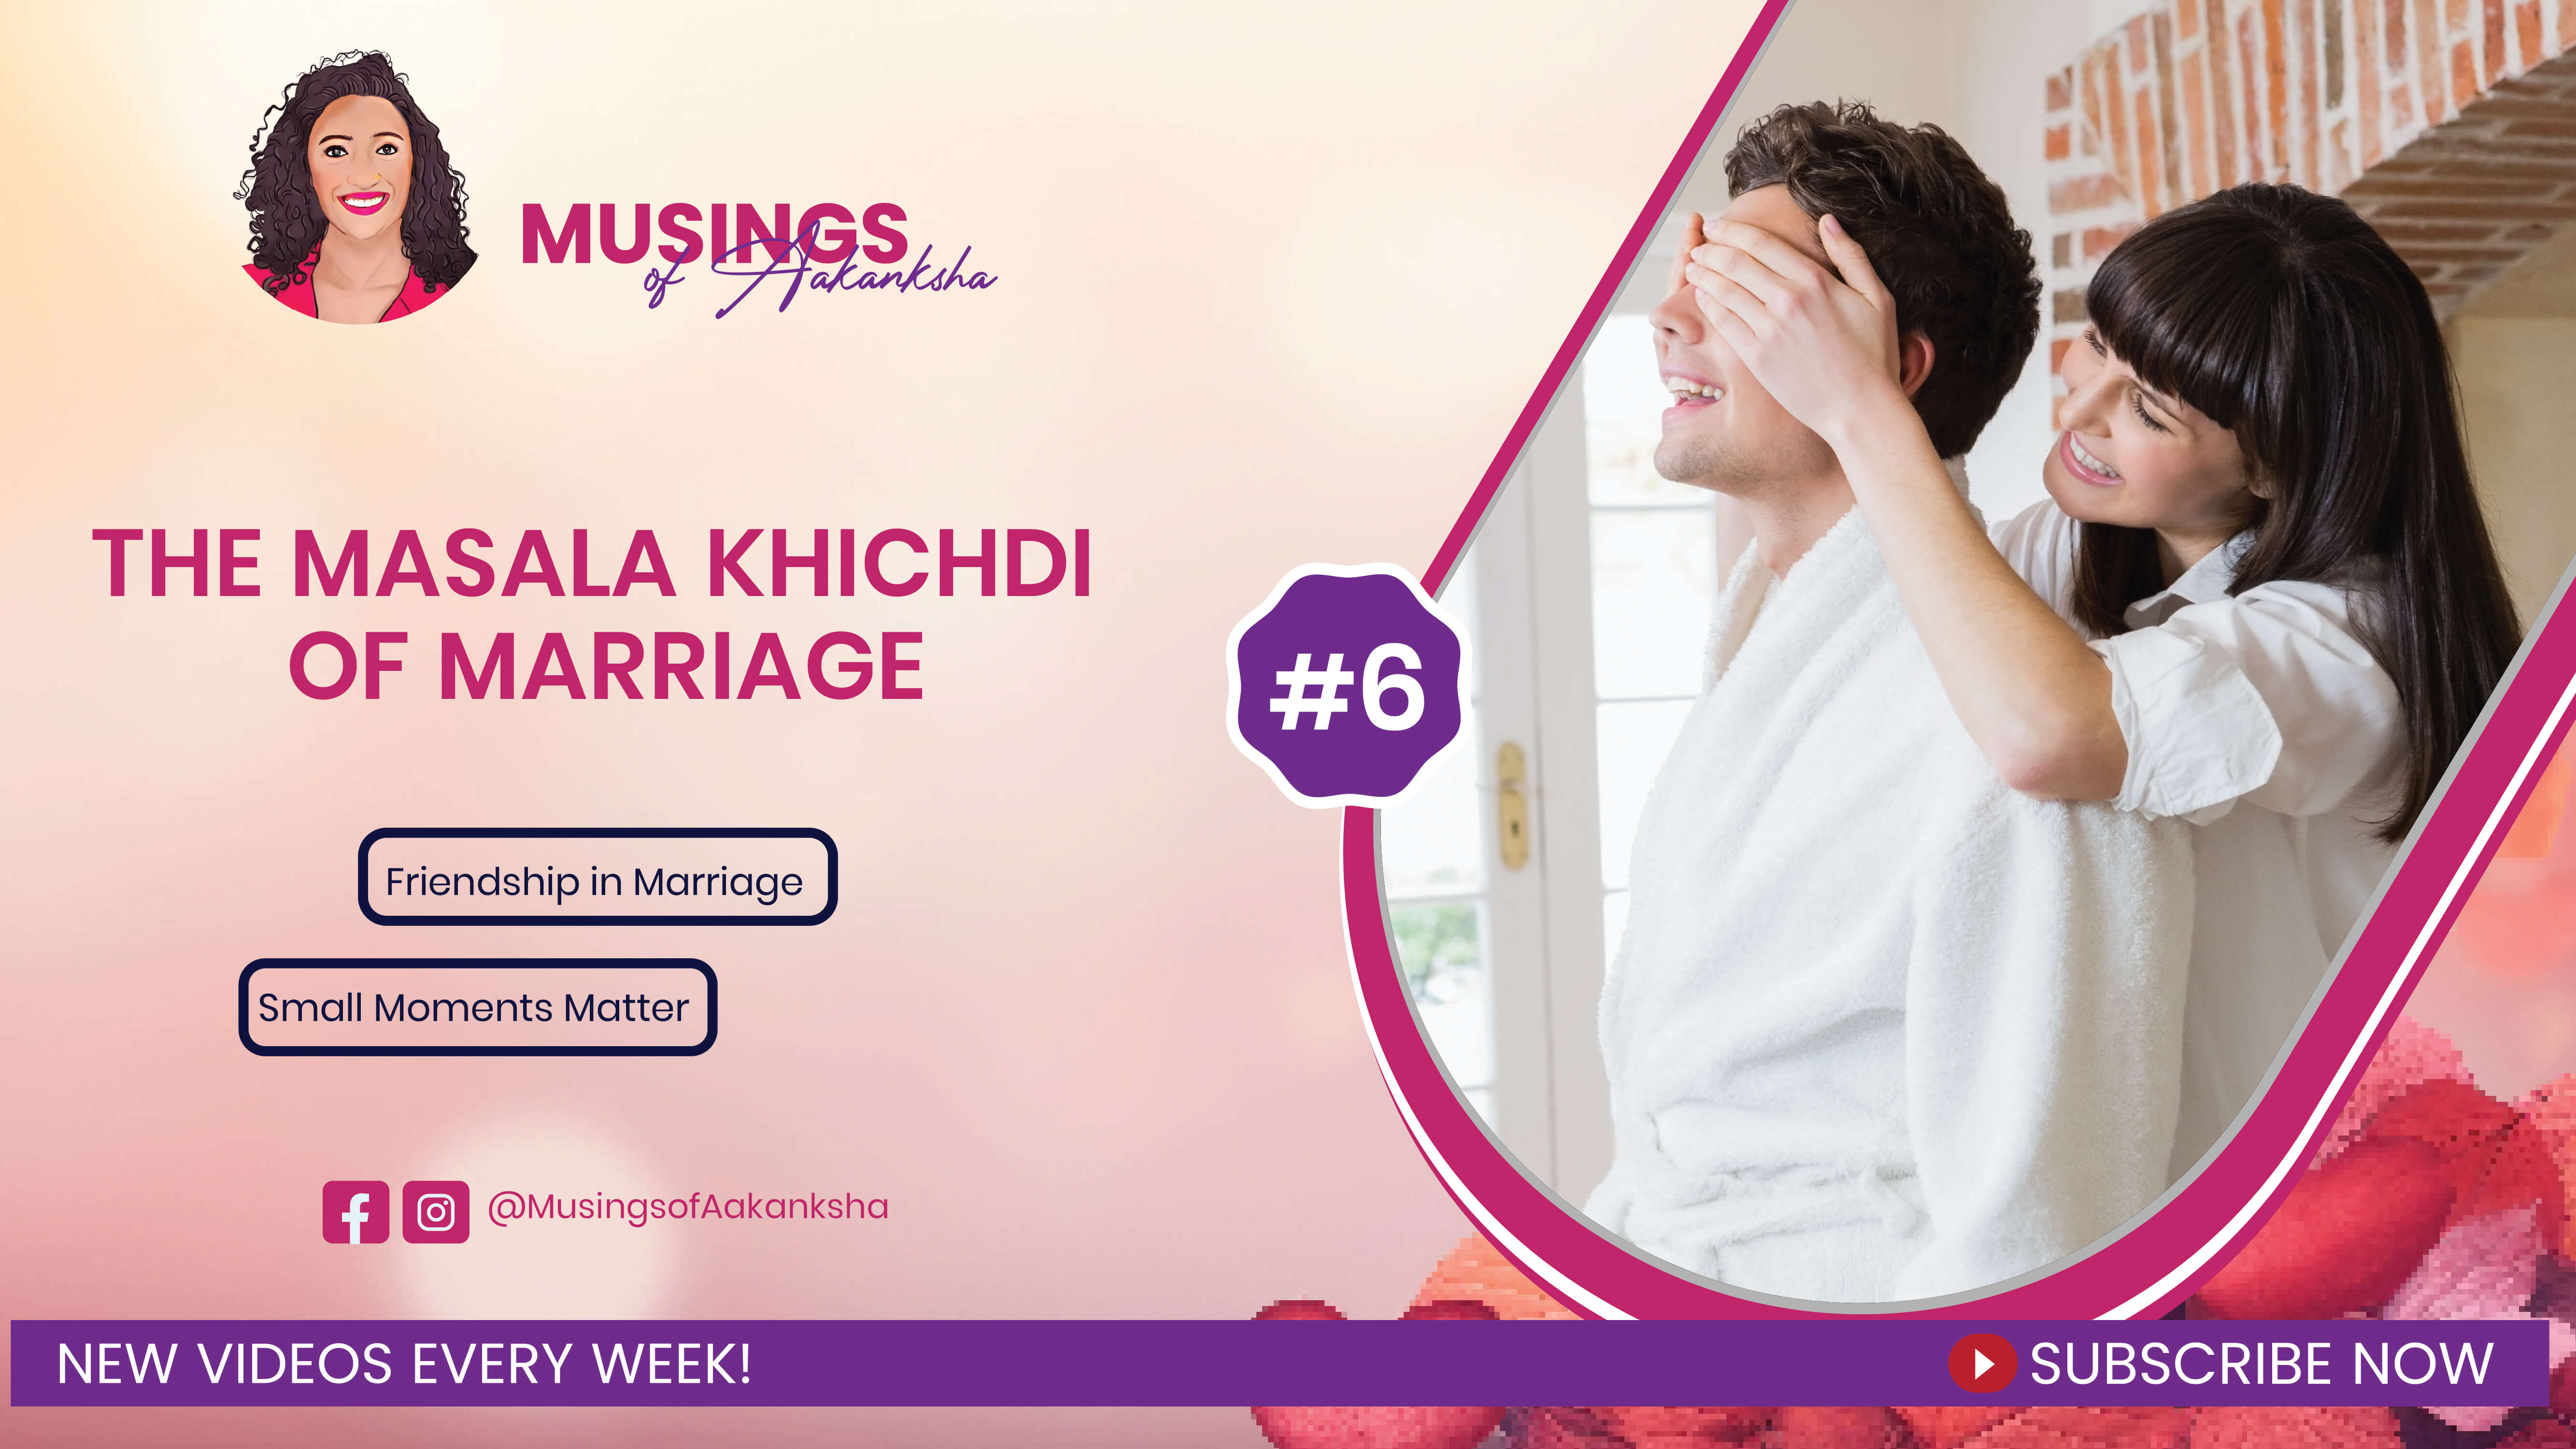 MUSINGS
of Aakanksha
THE MASALA KHICHDI
OF MARRIAGE
#6
Friendship in Marriage
Small Moments Matter
@MusingsofAakanksha
NEW VIDEOS EVERY WEEK!
SUBSCRIBE NOW